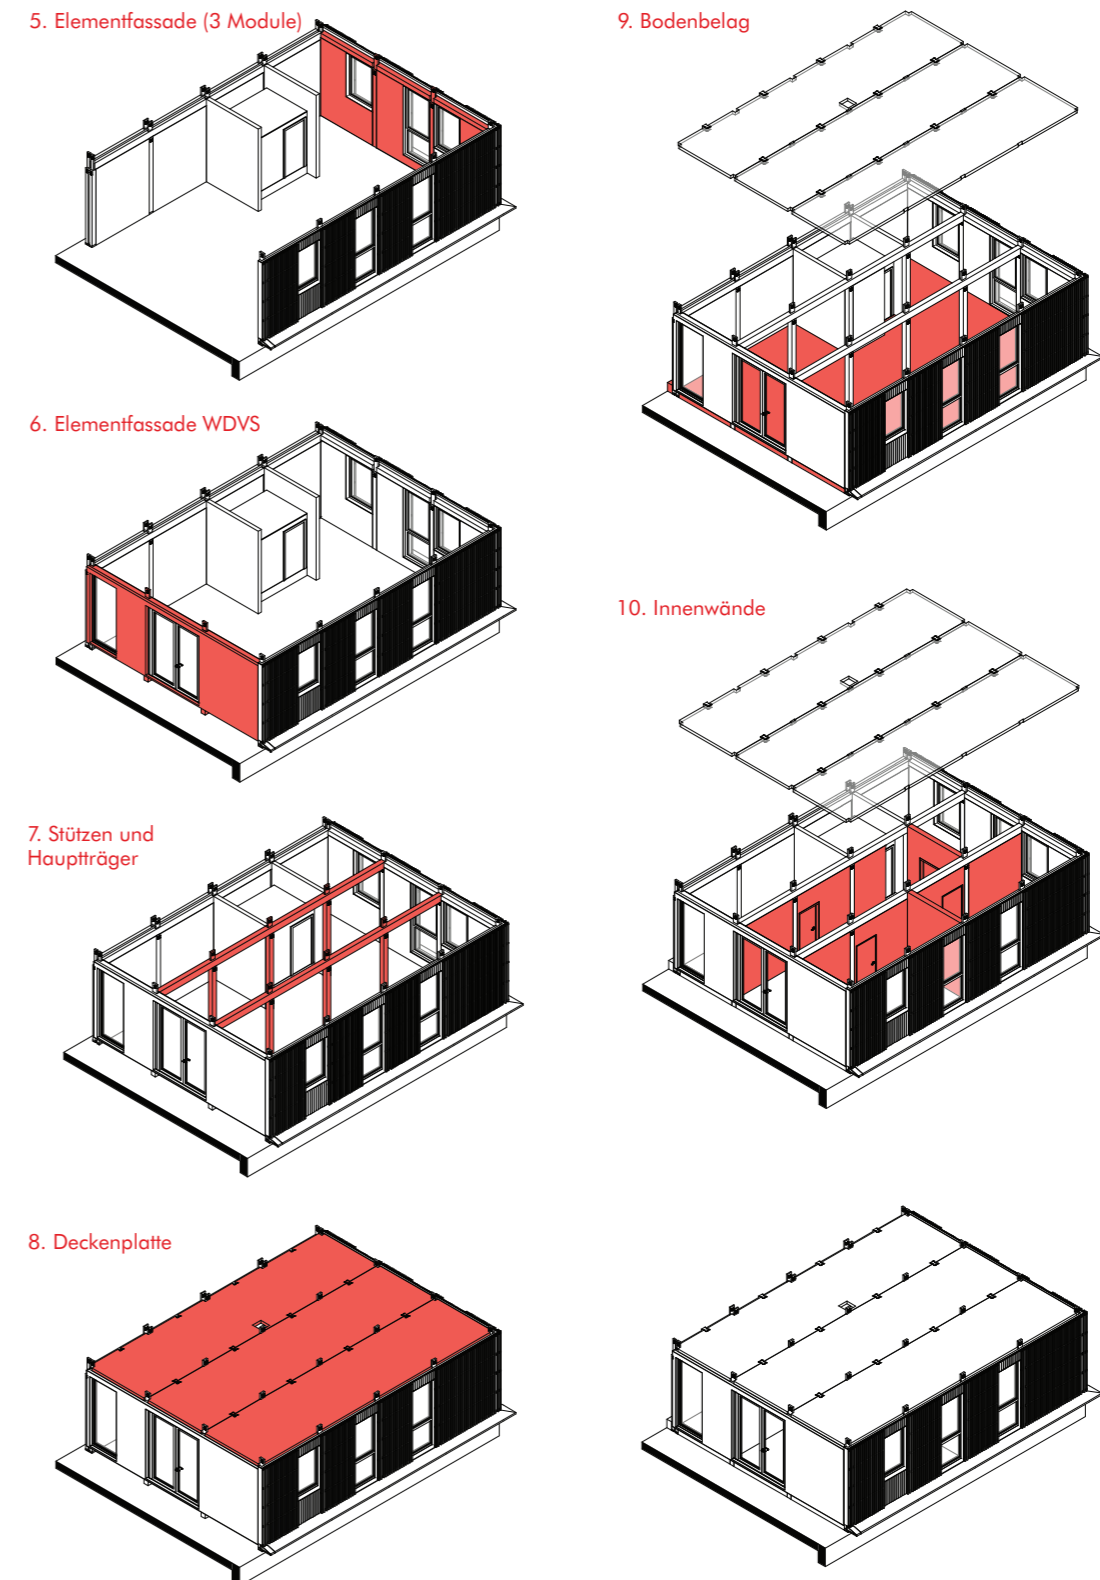 5. Elementfassade (3 Module)
6. Elementfassade WDVS
7. Stützen und
Hauptträger
8. Deckenplatte
9. Bodenbelag
10. Innenwände